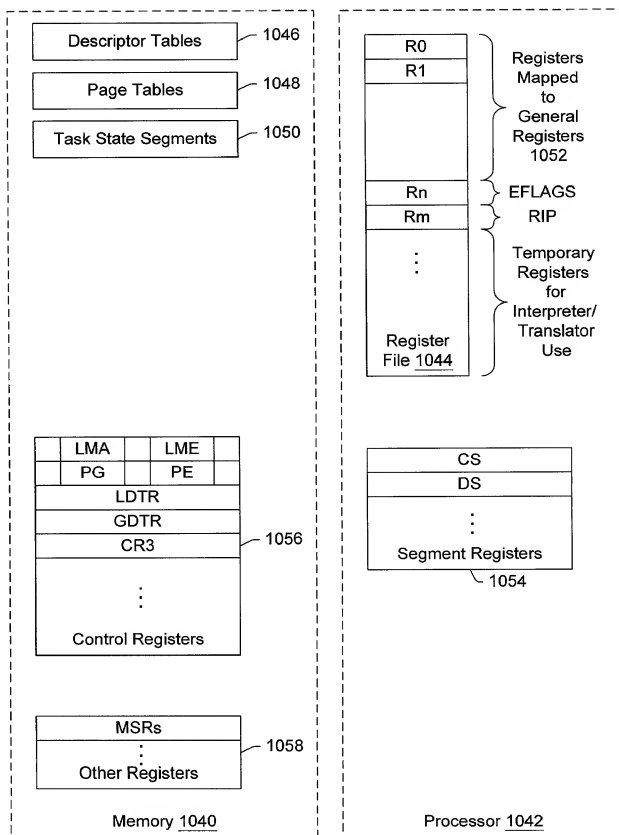 Descriptor Tables
1046
Page Tables
1048
Task State Segments
1050
LMA
LME
PG
PE
LDTR
GDTR
CR3
1056
Control Registers
MSRs
1058
Other Registers
Memory 1040
R0
R1
Registers
Mapped
to
General
Registers
1052
Rn
EFLAGS
Rm
RIP
Temporary
Registers
for
Interpreter/
Translator
Use
Register
File 1044
CS
DS
Segment Registers
1054
Processor 1042